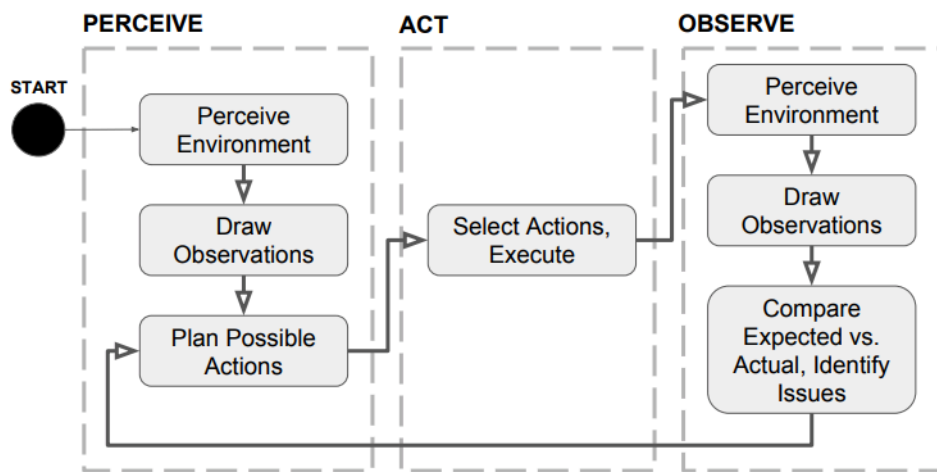 PERCEIVE
ACT
OBSERVE
START
Perceive
Environment
Draw
Observations
Plan Possible
Actions
Select Actions,
Execute
Perceive
Environment
Draw
Observations
Compare
Expected vs.
Actual, Identify
Issues